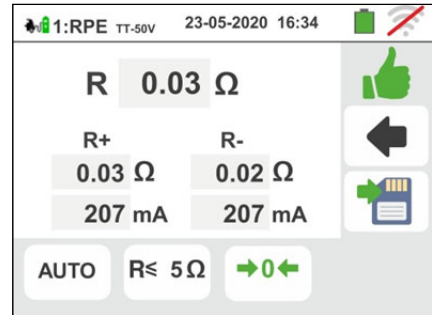 1:RPE TT-50V 23-05-2020 16:34
R 0.03 Ω
R+ R-
0.03 Ω 0.02 Ω
207 mA 207 mA
AUTO R≤ 5Ω →0←